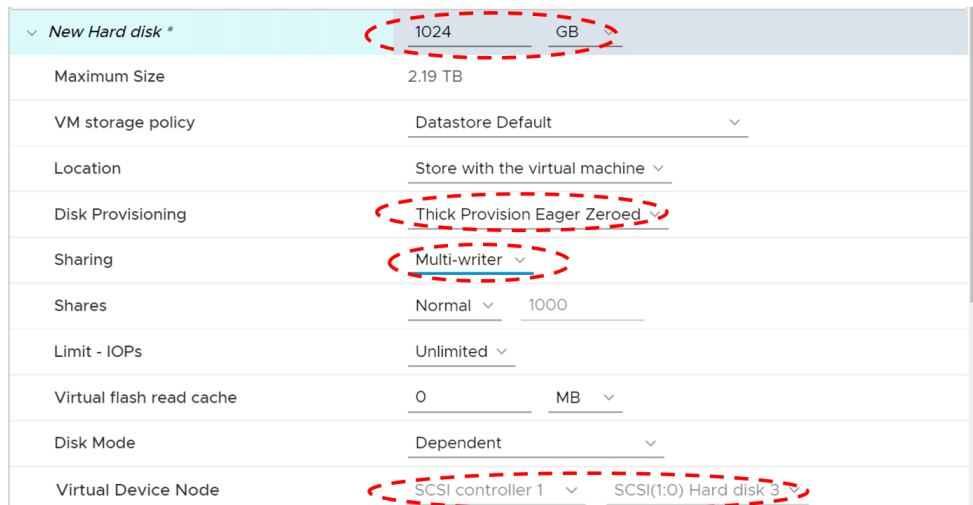 New Hard disk * 1024 GB
Maximum Size 2.19 TB
VM storage policy Datastore Default
Location Store with the virtual machine
Disk Provisioning Thick Provision Eager Zeroed
Sharing Multi-writer
Shares Normal 1000
Limit - IOPs Unlimited
Virtual flash read cache 0 MB
Disk Mode Dependent
Virtual Device Node SCSI controller 1 SCSI(1:0) Hard disk 3